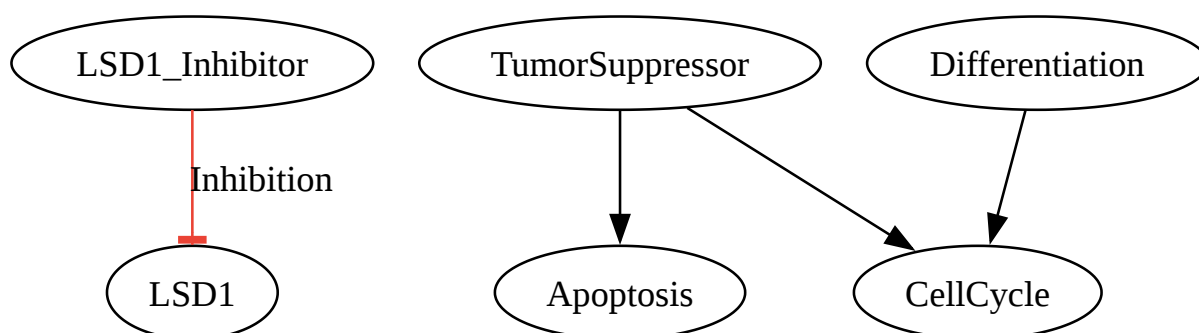 LSD1_Inhibitor
TumorSuppressor
Differentiation
Inhibition
LSD1
Apoptosis
CellCycle